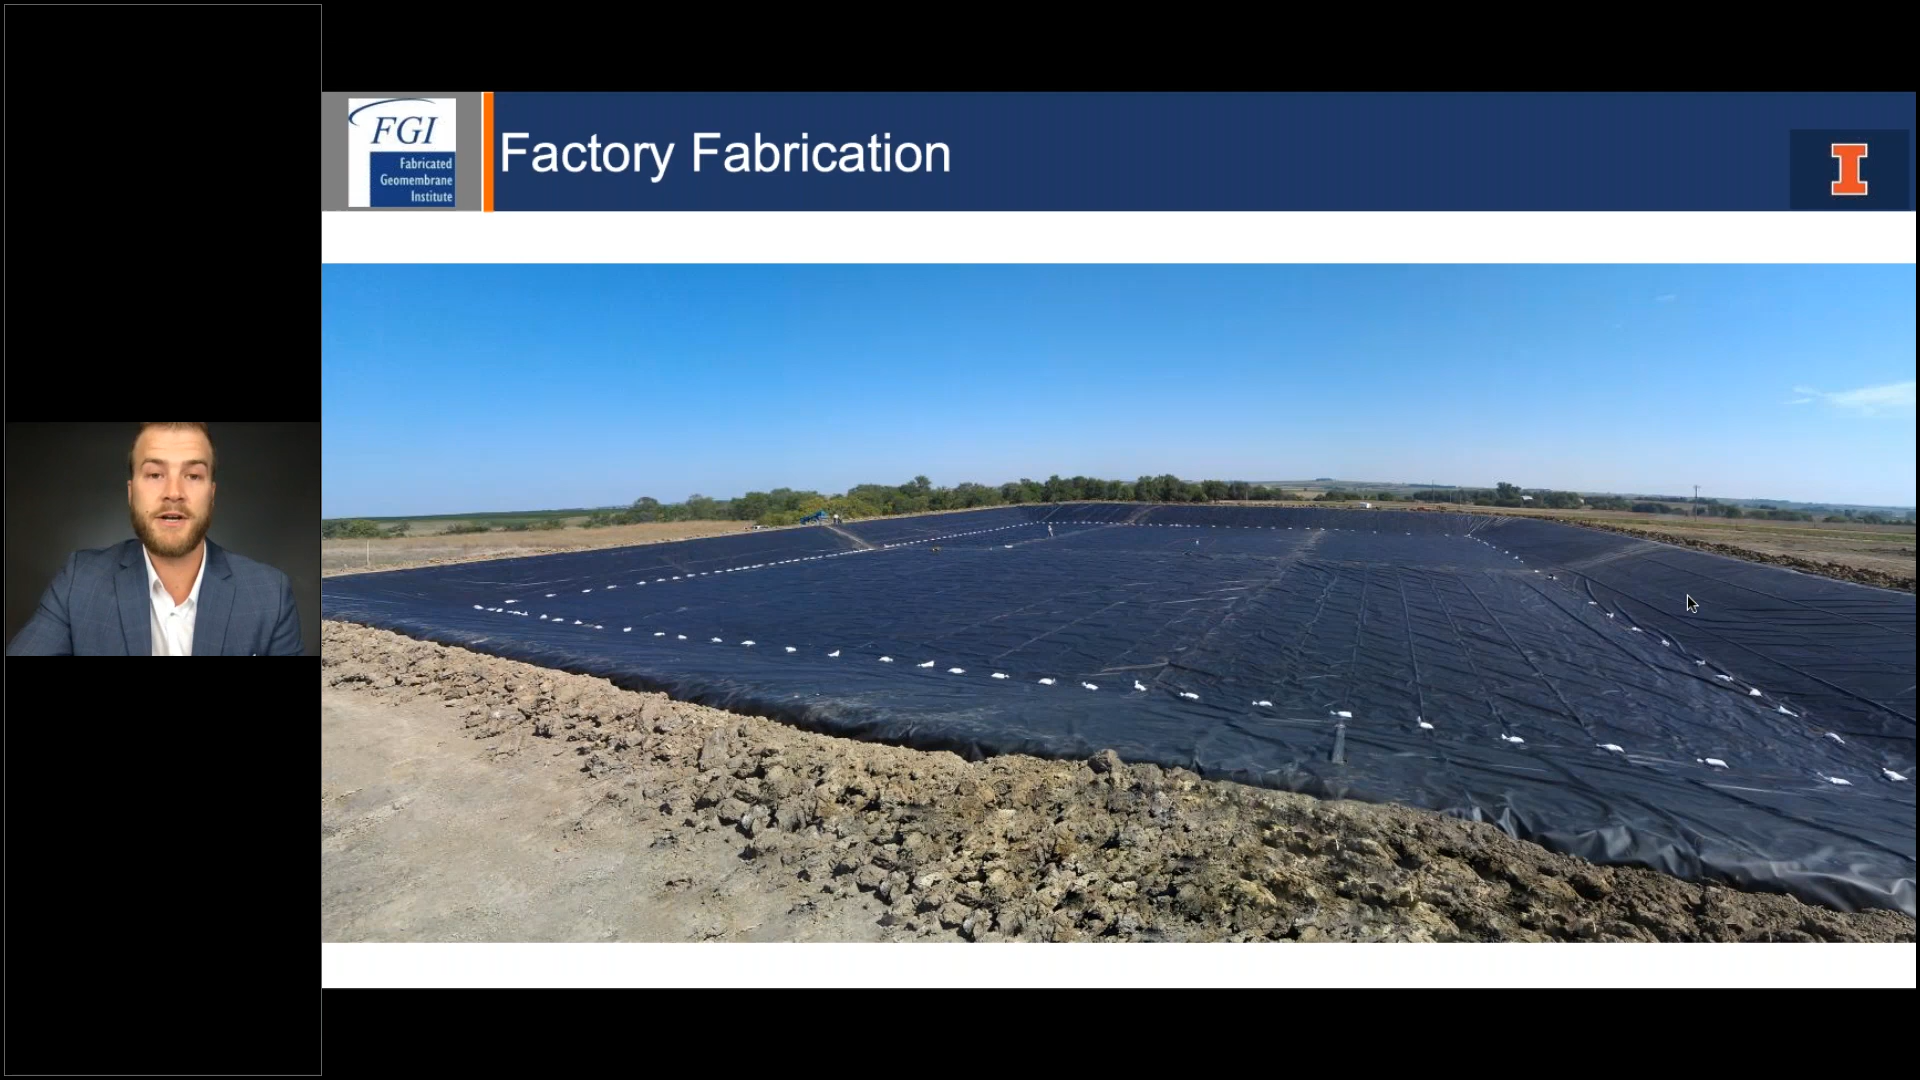 FGI
Fabricated
Geomembrane
Institute
Factory Fabrication
I